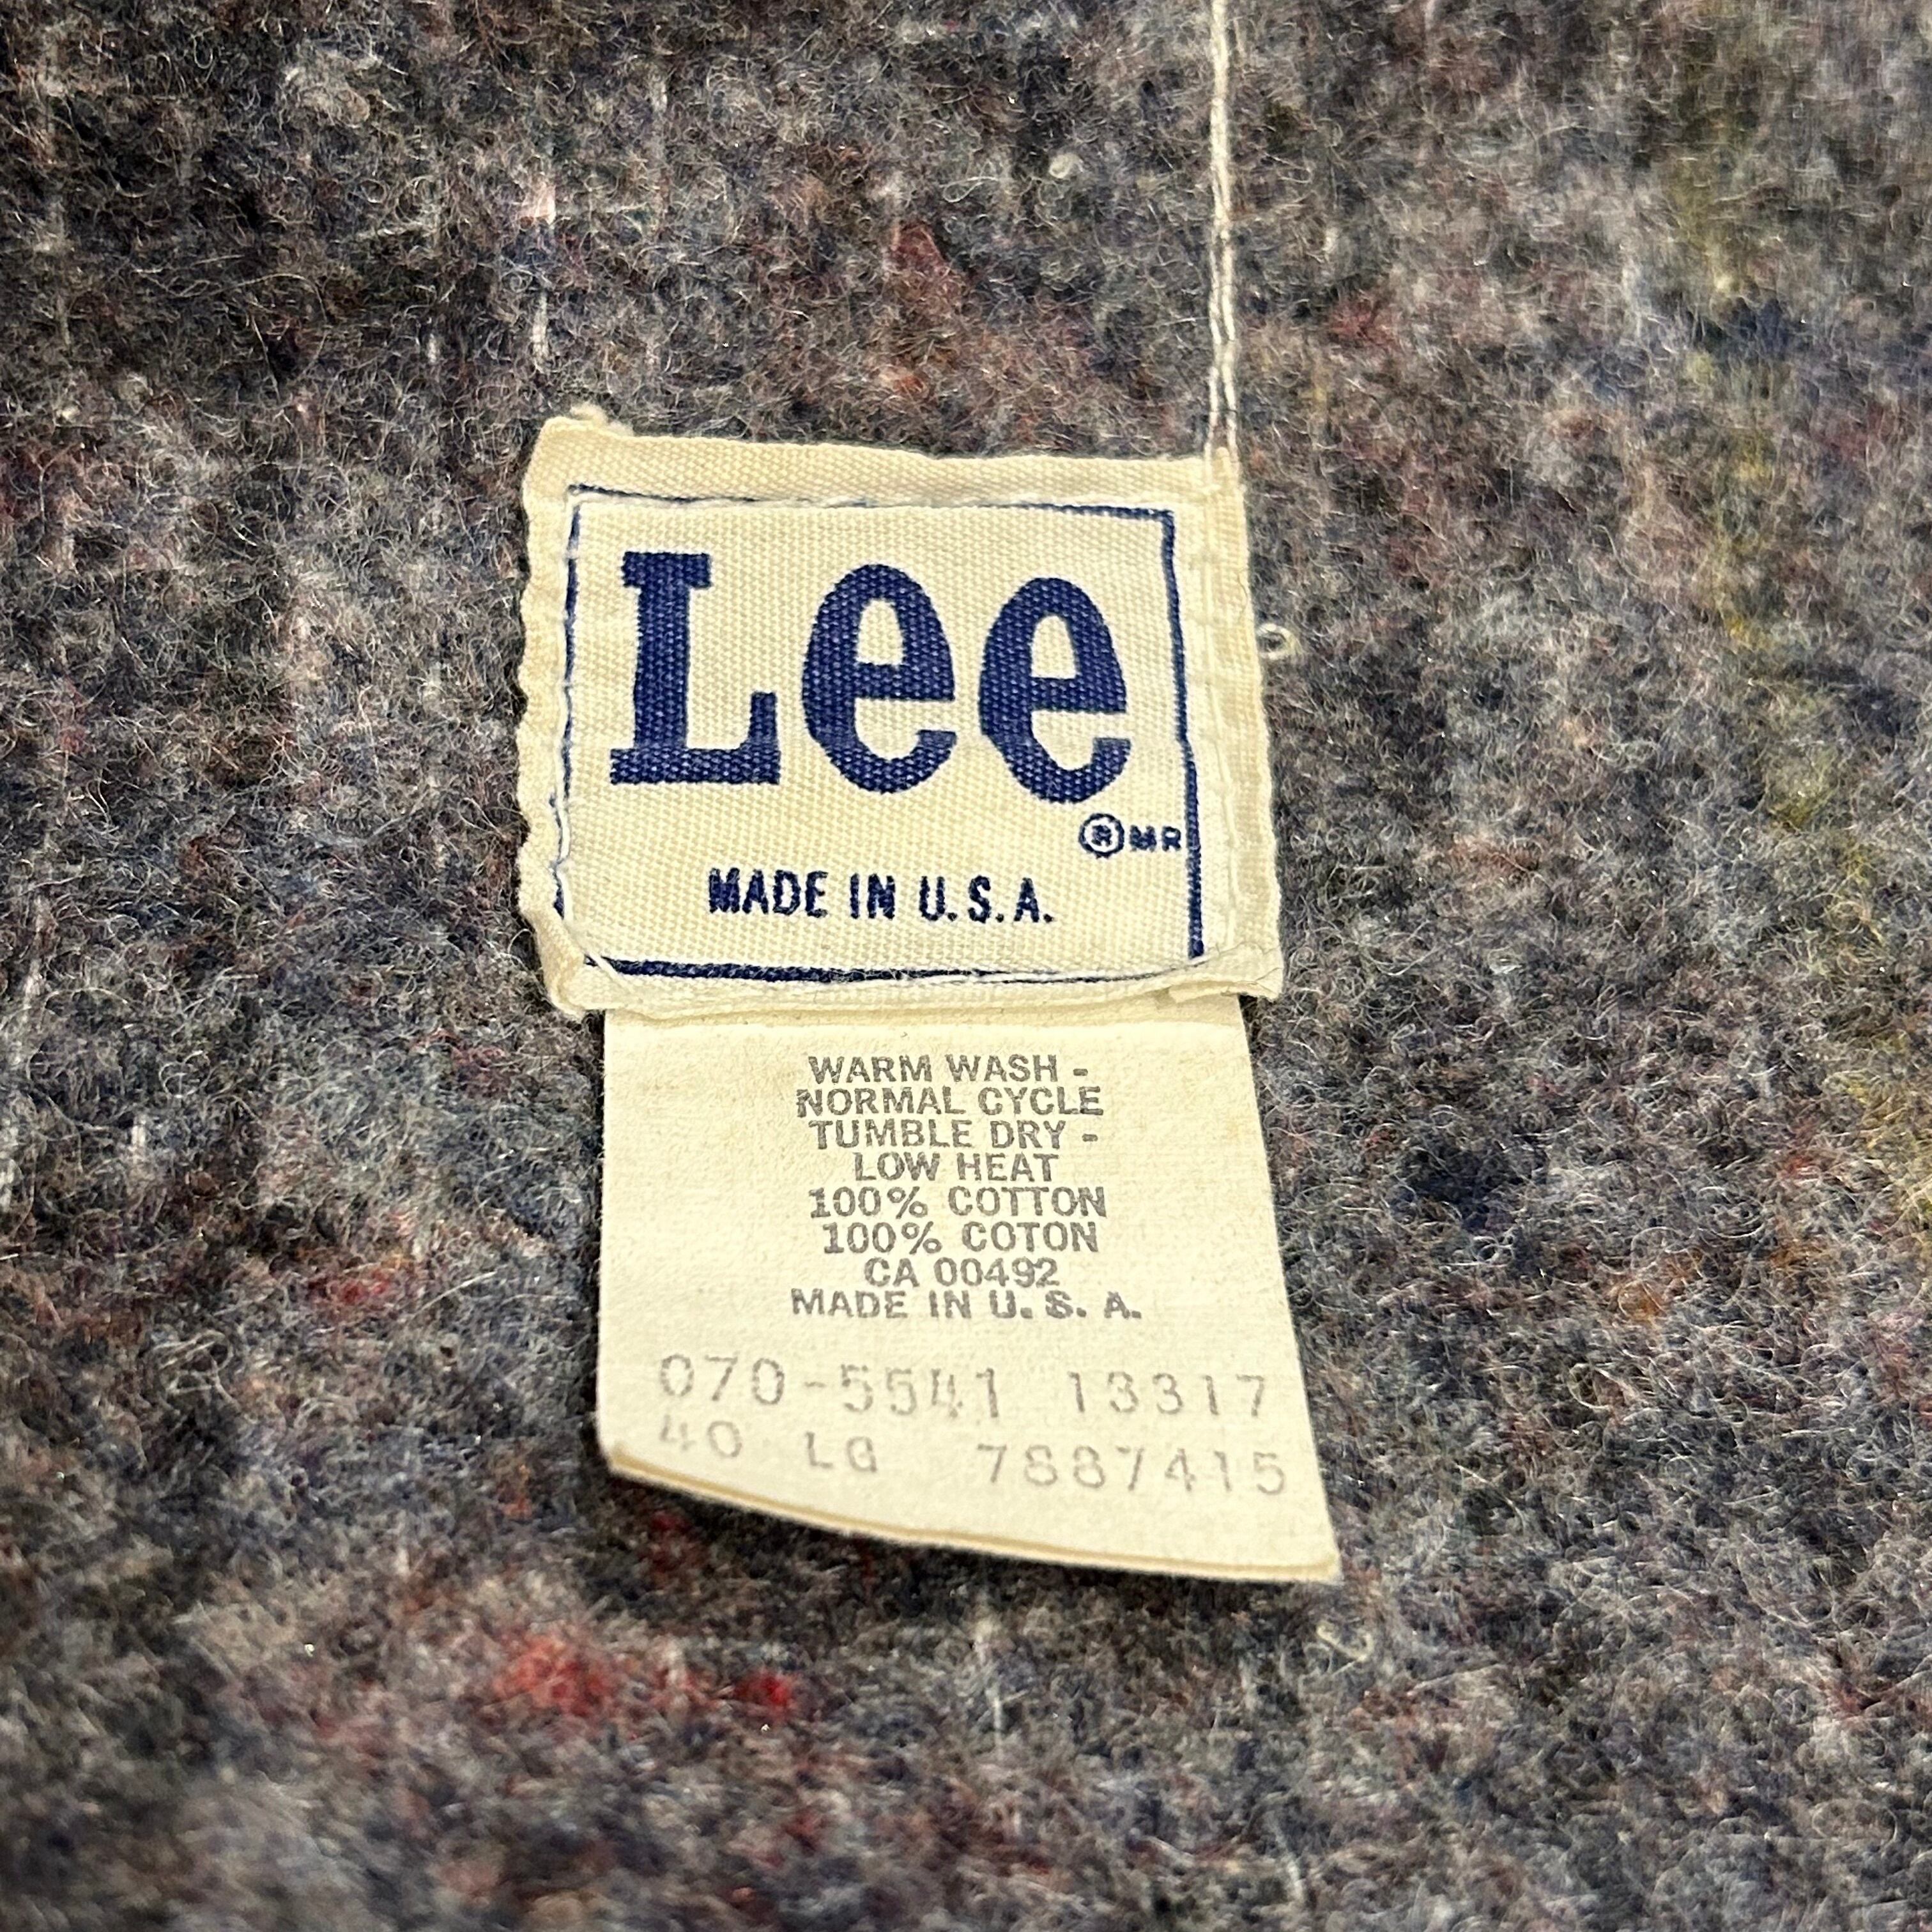 Lee
®MR
MADE IN U.S.A.
WARM WASH -
NORMAL CYCLE
TUMBLE DRY -
LOW HEAT
100% COTTON
100% COTON
CA 00492
MADE IN U. S. A.
070-5541 13317
40 LG 7887415